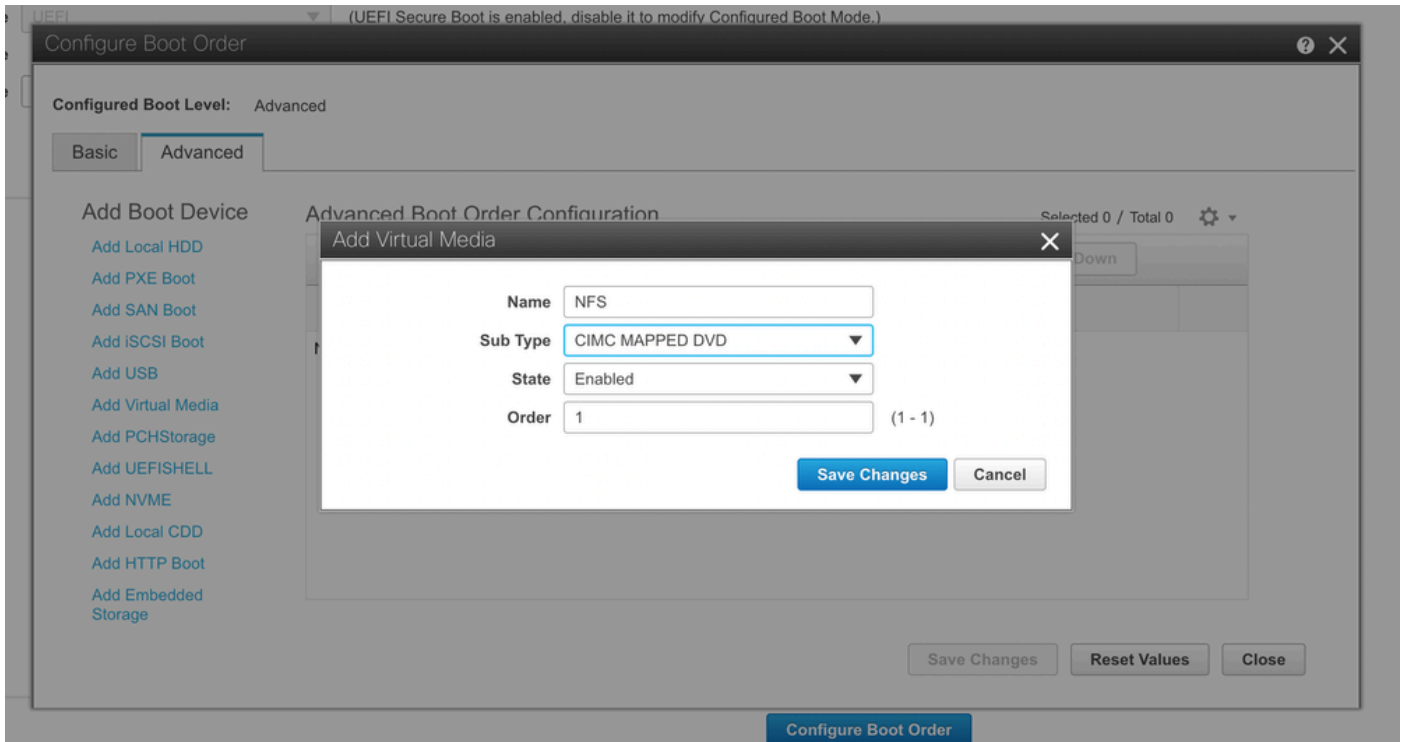 UEFI (UEFI Secure Boot is enabled, disable it to modify Configured Boot Mode.)
Configure Boot Order
Configured Boot Level: Advanced
Basic Advanced
Add Boot Device
Advanced Boot Order Configuration
Selected 0 / Total 0
Add Local HDD
Add PXE Boot
Add SAN Boot
Add iSCSI Boot
Add USB
Add Virtual Media
Add PCHStorage
Add UEFISHELL
Add NVME
Add Local CDD
Add HTTP Boot
Add Embedded
Storage
Down
Add Virtual Media
Name NFS
Sub Type CIMC MAPPED DVD
State Enabled
Order 1 (1 - 1)
Save Changes Cancel
Save Changes Reset Values Close
Configure Boot Order